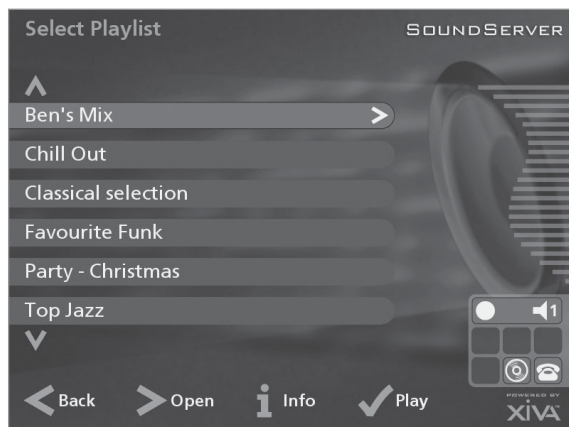 Select Playlist
SOUNDSERVER
Ben's Mix
Chill Out
Classical selection
Favourite Funk
Party - Christmas
Top Jazz
1
Back Open Info Play
POWERED BY
XiVA